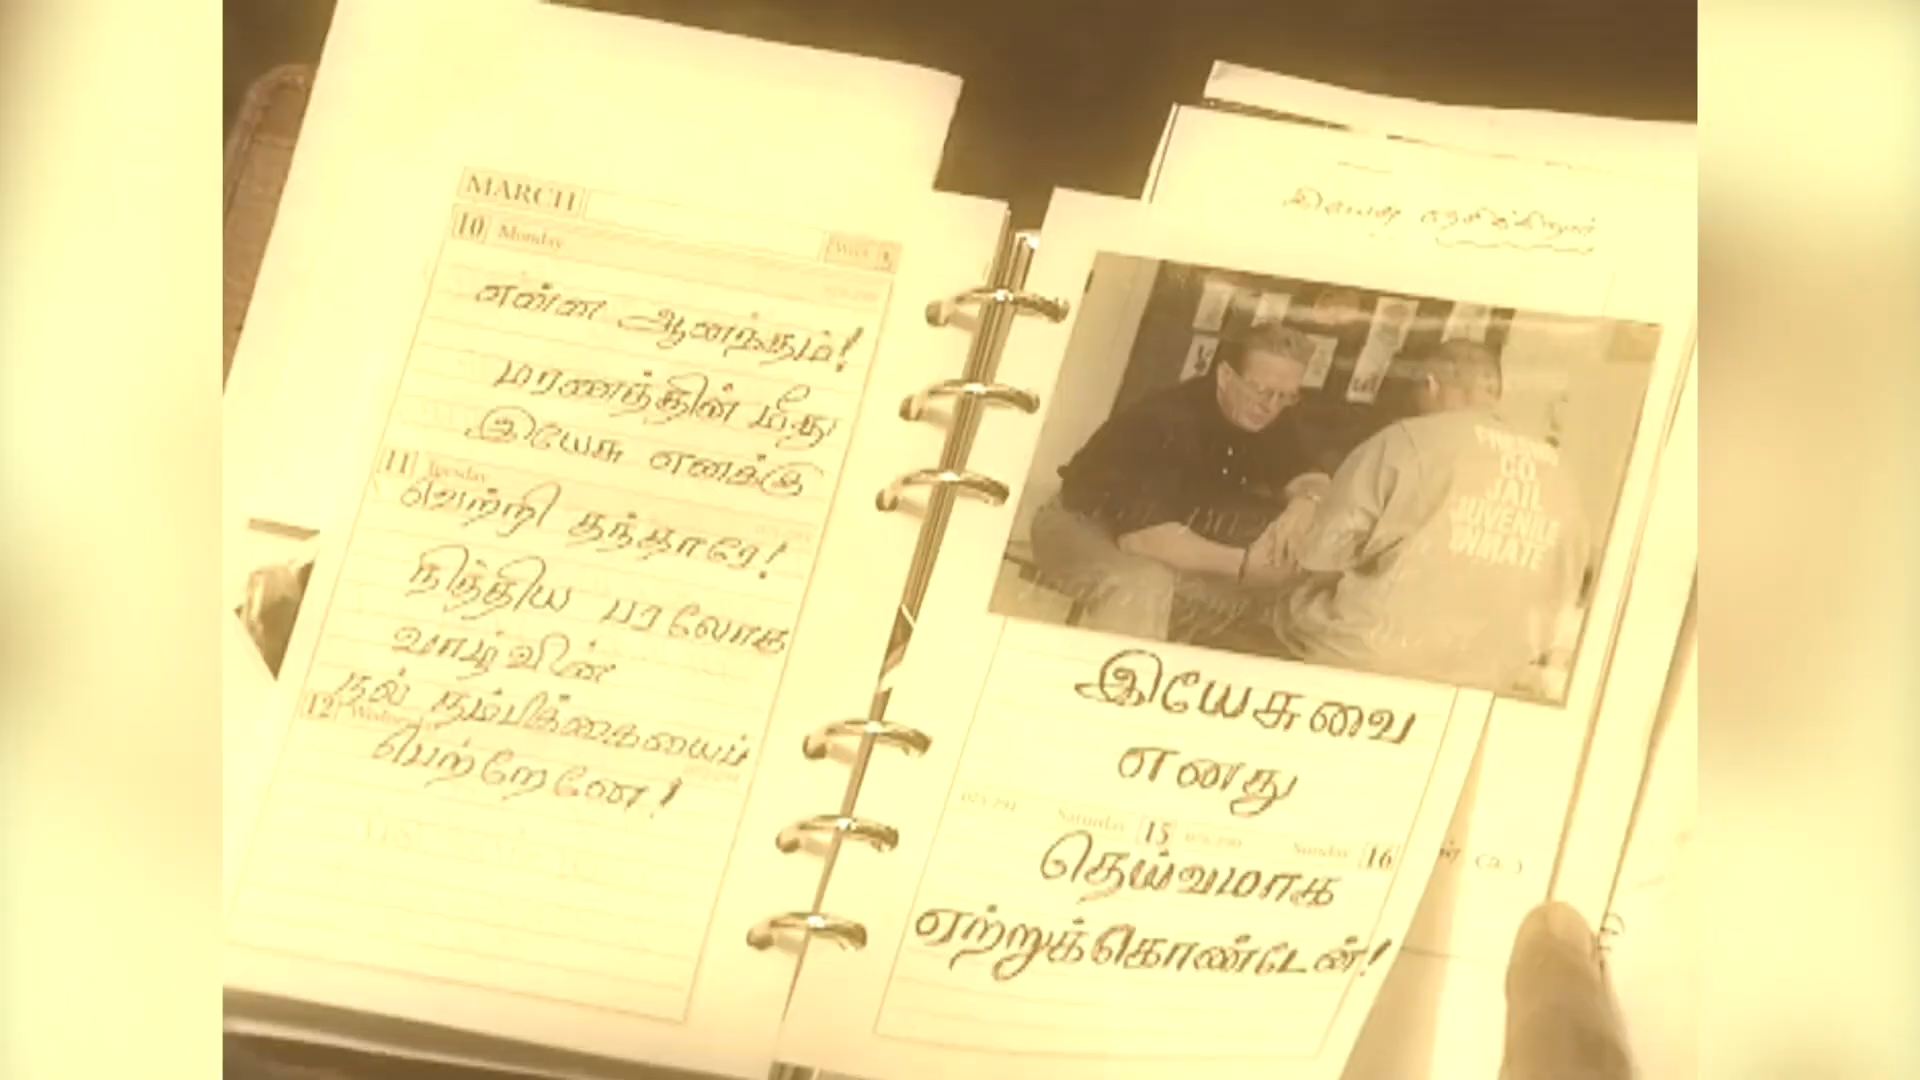 MARCH
10 Monday
என்ன ஆனந்தம்!
மரணத்தின் மீது
இயேசு எனக்கு
11 Tuesday
வெற்றி தந்தாரே!
நித்திய பரலோக
வாழ்வின்
நல் நம்பிக்கையைப்
12
பெற்றேனே!
CO.
JAIL
JUVENILE
INMATE
இயேசுவை
எனது
Saturday 15 Sunday 16
தெய்வமாக
ஏற்றுக்கொண்டேன்!